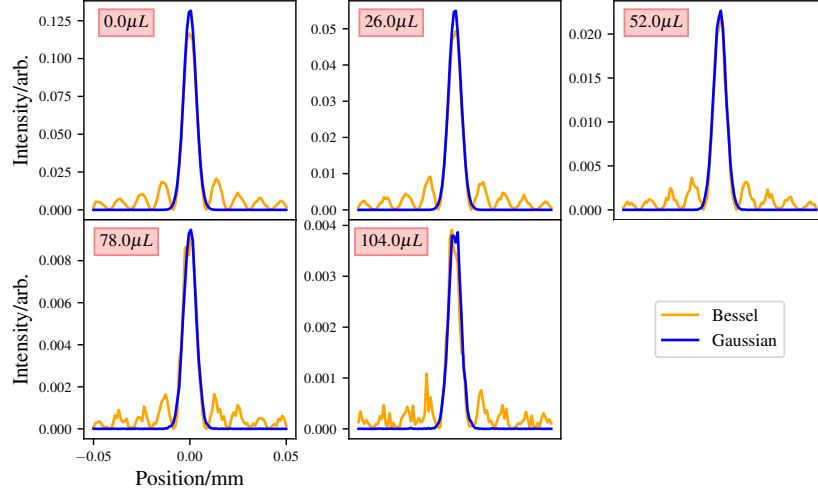 0.0μL
26.0μL
52.0μL
Intensity/arb.
0.125
0.100
0.075
0.050
0.025
0.000
0.05
0.04
0.03
0.02
0.01
0.00
0.020
0.015
0.010
0.005
0.000
78.0μL
104.0μL
Intensity/arb.
0.008
0.006
0.004
0.002
0.000
0.004
0.003
0.002
0.001
0.000
Bessel
Gaussian
−0.05 0.00 0.05
Position/mm